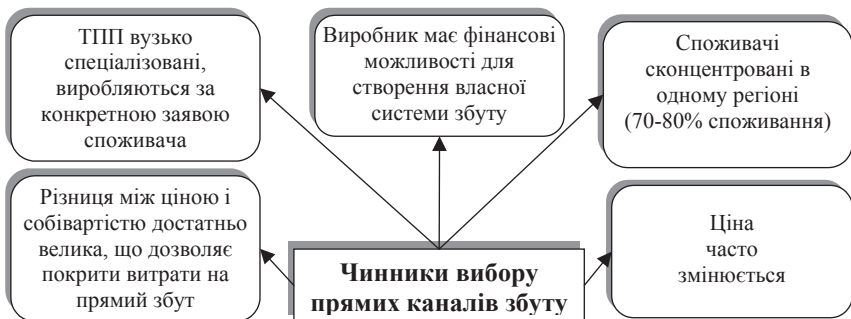 ТПП вузько
спеціалізовані,
виробляються за
конкретною заявою
споживача
Виробник має фінансові
можливості для
створення власної
системи збуту
Споживачі
сконцентровані в
одному регіоні
(70-80% споживання)
Різниця між ціною і
собівартістю достатньо
велика, що дозволяє
покрити витрати на
прямий збут
Чинники вибору
прямих каналів збуту
Ціна
часто
змінюється